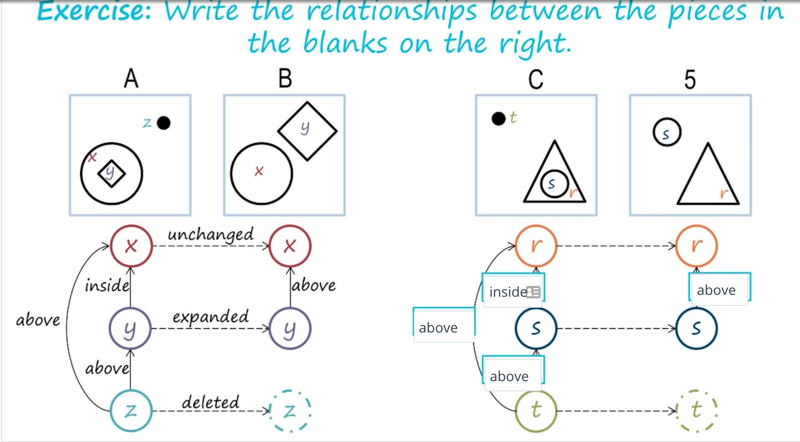 Exercise: Write the relationships between the pieces in
the blanks on the right.
A B C 5
z t
x y y x s s
r r
x unchanged x r r
inside above inside above
above above
y expanded y s s
above above
z deleted z t t